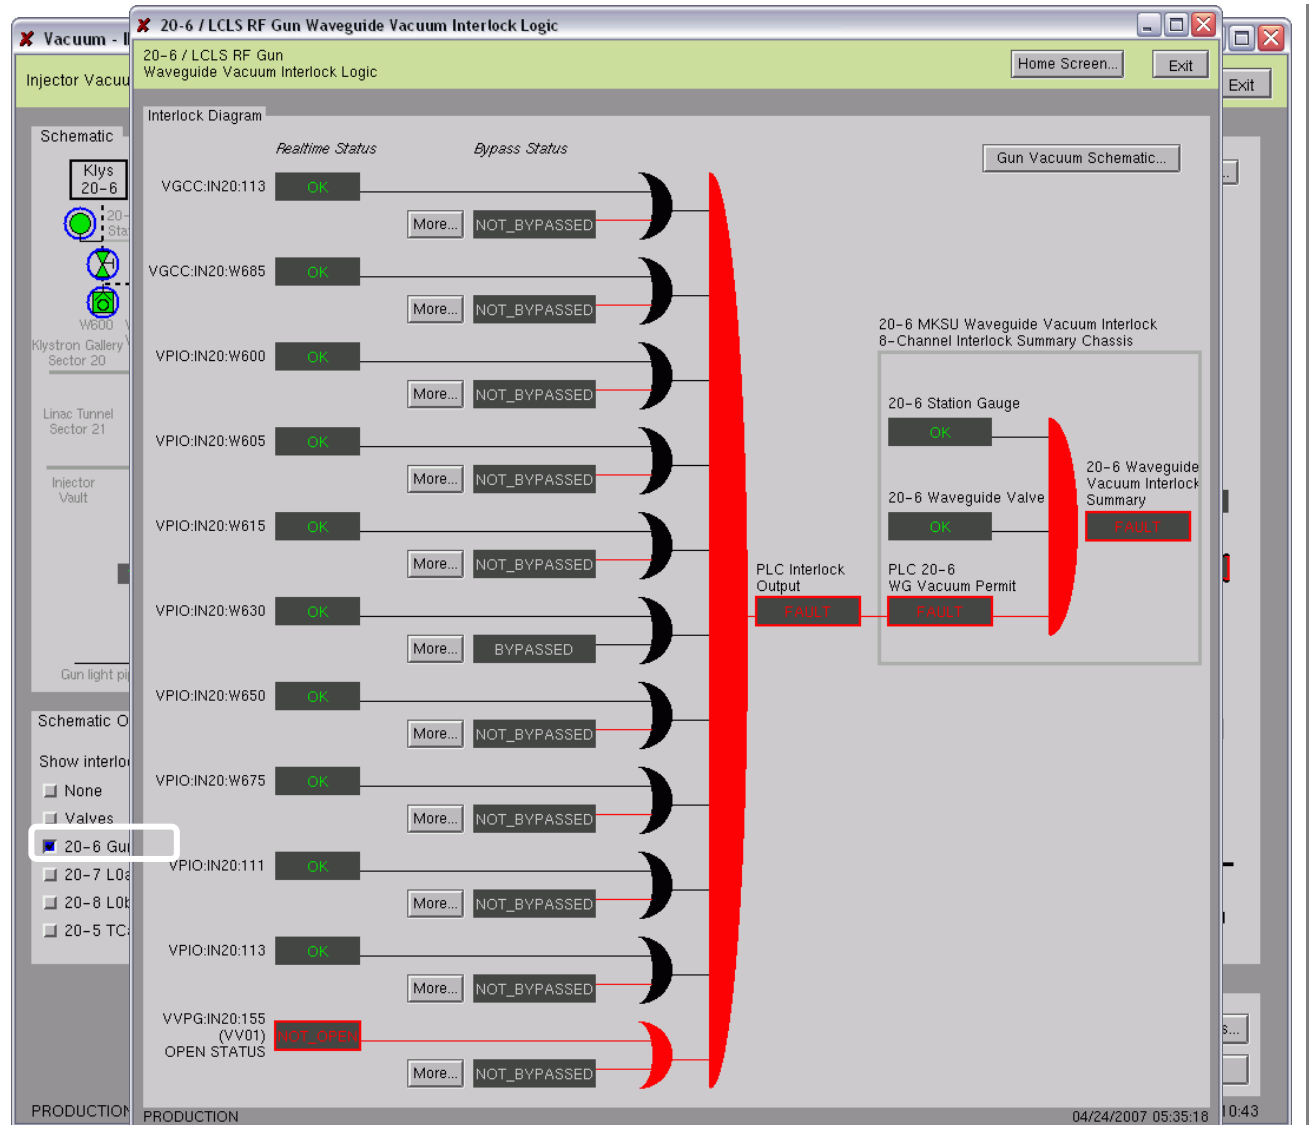 Vacuum - I
20-6 / LCLS RF Gun Waveguide Vacuum Interlock Logic
Injector Vacuu
20-6 / LCLS RF Gun
Waveguide Vacuum Interlock Logic
Home Screen...
Exit
Exit
Schematic
Klys
20-6
20-
Sta
W600
Klystron Gallery
Sector 20
Linac Tunnel
Sector 21
Injector
Vault
Gun light pi
Schematic O
Show interlo
None
Valves
20-6 Gu
20-7 L0a
20-8 L0b
20-5 TC
PRODUCTION
Interlock Diagram
Realtime Status
Bypass Status
Gun Vacuum Schematic...
VGCC:IN20:113
OK
More...
NOT_BYPASSED
VGCC:IN20:W685
OK
More...
NOT_BYPASSED
VPIO:IN20:W600
OK
More...
NOT_BYPASSED
VPIO:IN20:W605
OK
More...
NOT_BYPASSED
VPIO:IN20:W615
OK
More...
NOT_BYPASSED
VPIO:IN20:W630
OK
More...
BYPASSED
VPIO:IN20:W650
OK
More...
NOT_BYPASSED
VPIO:IN20:W675
OK
More...
NOT_BYPASSED
VPIO:IN20:111
OK
More...
NOT_BYPASSED
VPIO:IN20:113
OK
More...
NOT_BYPASSED
VVPG:IN20:155
(VV01)
OPEN STATUS
NOT_OPEN
More...
NOT_BYPASSED
PLC Interlock
Output
FAULT
20-6 MKSU Waveguide Vacuum Interlock
8-Channel Interlock Summary Chassis
20-6 Station Gauge
OK
20-6 Waveguide Valve
OK
PLC 20-6
WG Vacuum Permit
FAULT
20-6 Waveguide
Vacuum Interlock
Summary
FAULT
PRODUCTION
04/24/2007 05:35:18
..
s...
10:43